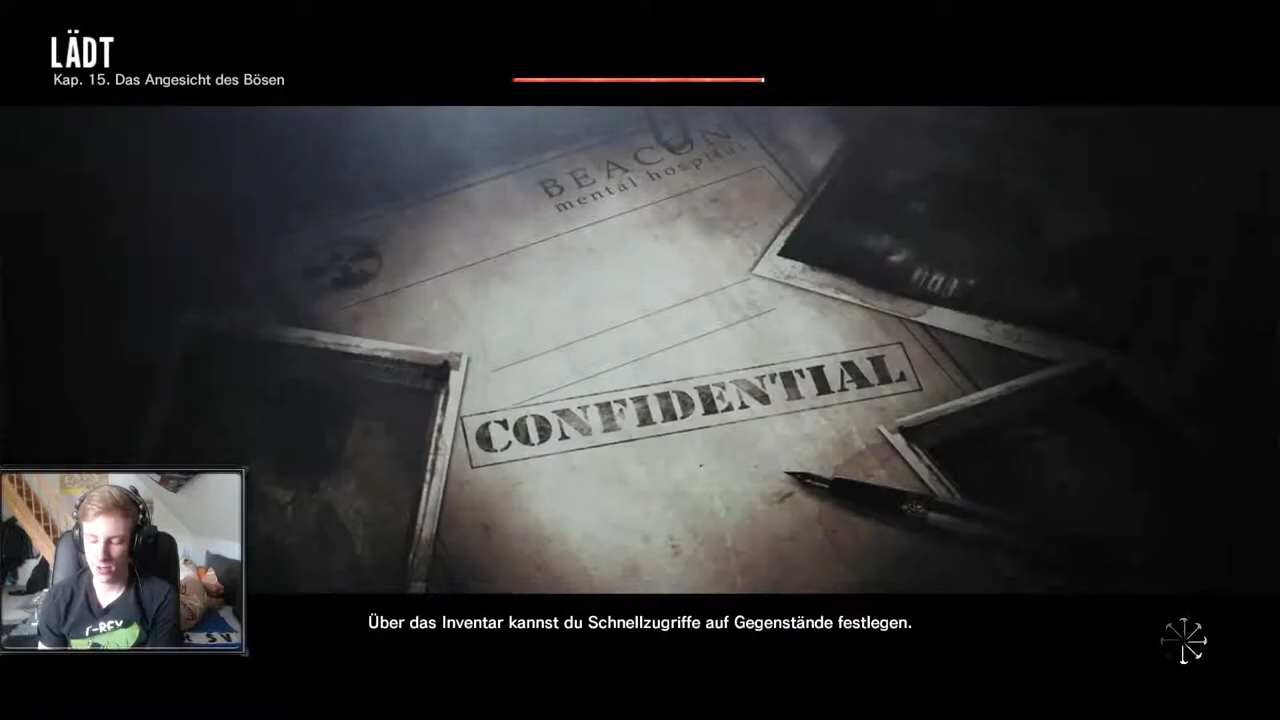 LÄDT
Kap. 15. Das Angesicht des Bösen
BEACON
mental hospital
CONFIDENTIAL
T-REX
Über das Inventar kannst du Schnellzugriffe auf Gegenstände festlegen.